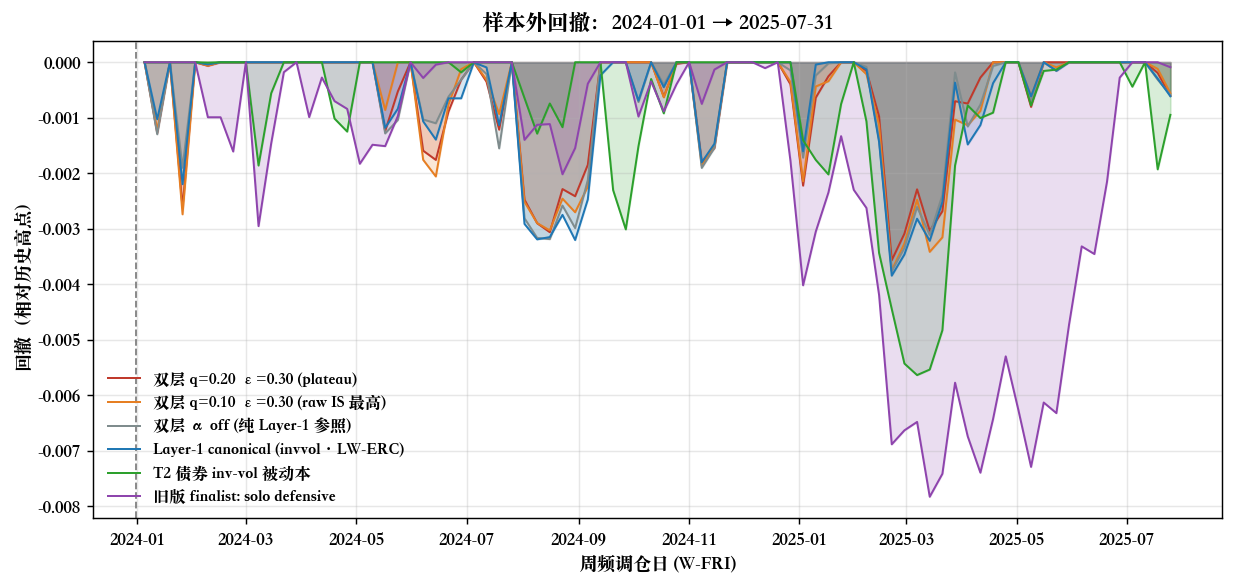 样本外回撤：2024-01-01 → 2025-07-31
回撤（相对历史高点）
0.000
-0.001
-0.002
-0.003
-0.004
-0.005
-0.006
-0.007
-0.008
双层 q=0.20 ε=0.30 (plateau)
双层 q=0.10 ε=0.30 (raw IS 最高)
双层 α off (纯 Layer-1 参照)
Layer-1 canonical (invvol · LW-ERC)
T2 债券 inv-vol 被动本
旧版 finalist: solo defensive
2024-01 2024-03 2024-05 2024-07 2024-09 2024-11 2025-01 2025-03 2025-05 2025-07
周频调仓日 (W-FRI)